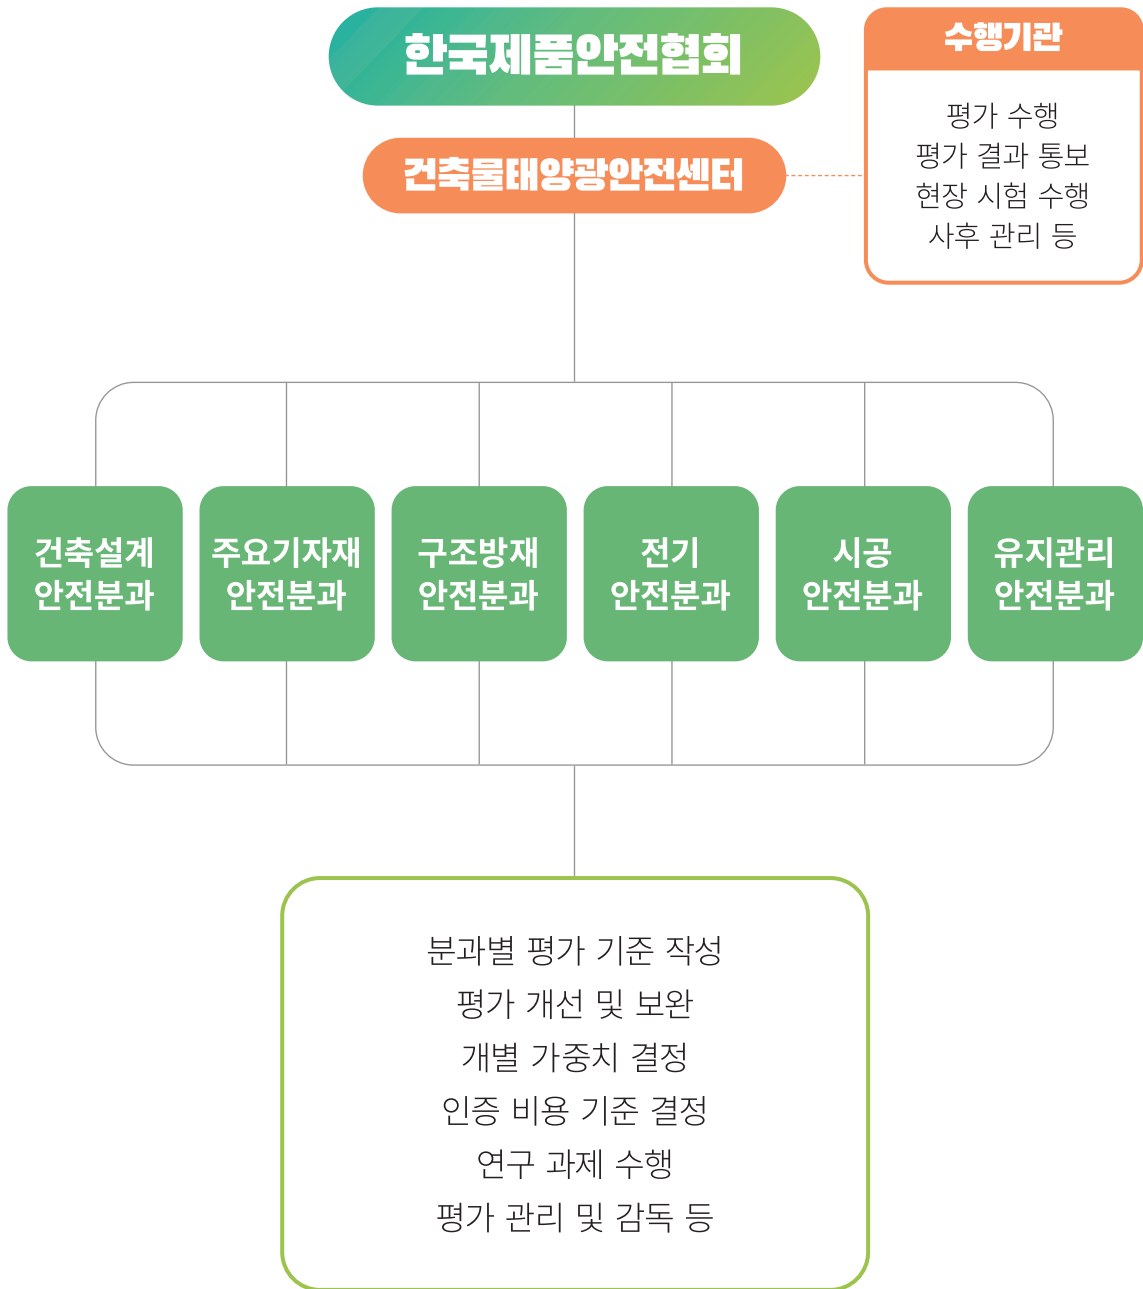 한국제품안전협회
건축물태양광안전센터
수행기관
평가 수행
평가 결과 통보
현장 시험 수행
사후 관리 등
건축설계
안전분과
주요기자재
안전분과
구조방재
안전분과
전기
안전분과
시공
안전분과
유지관리
안전분과
분과별 평가 기준 작성
평가 개선 및 보완
개별 가중치 결정
인증 비용 기준 결정
연구 과제 수행
평가 관리 및 감독 등